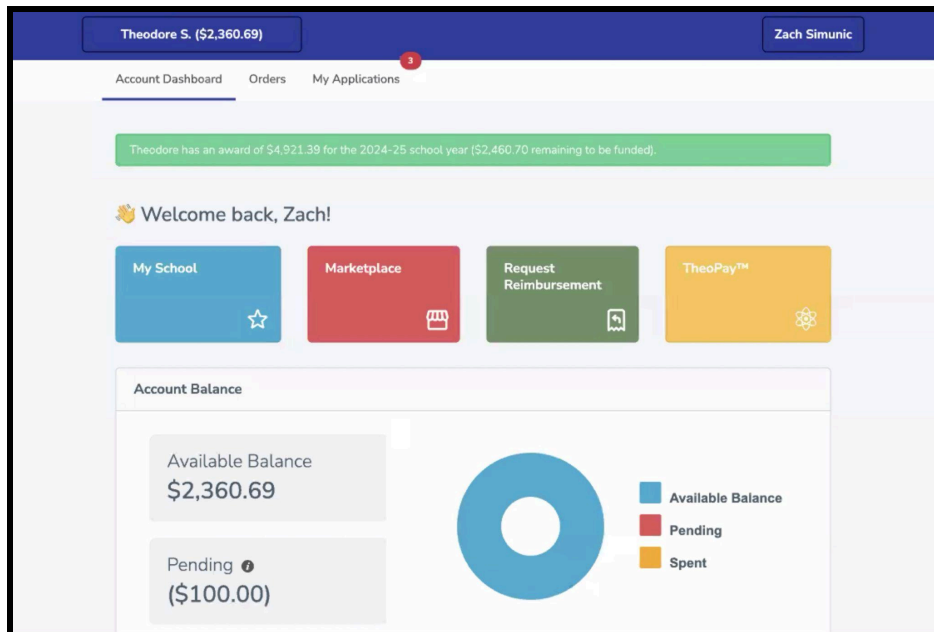 Theodore S. ($2,360.69)
Zach Simunic
Account Dashboard
Orders
My Applications
3
Theodore has an award of $4,921.39 for the 2024-25 school year ($2,460.70 remaining to be funded).
👋 Welcome back, Zach!
My School
Marketplace
Request
Reimbursement
TheoPay™
Account Balance
Available Balance
$2,360.69
Pending
($100.00)
Available Balance
Pending
Spent